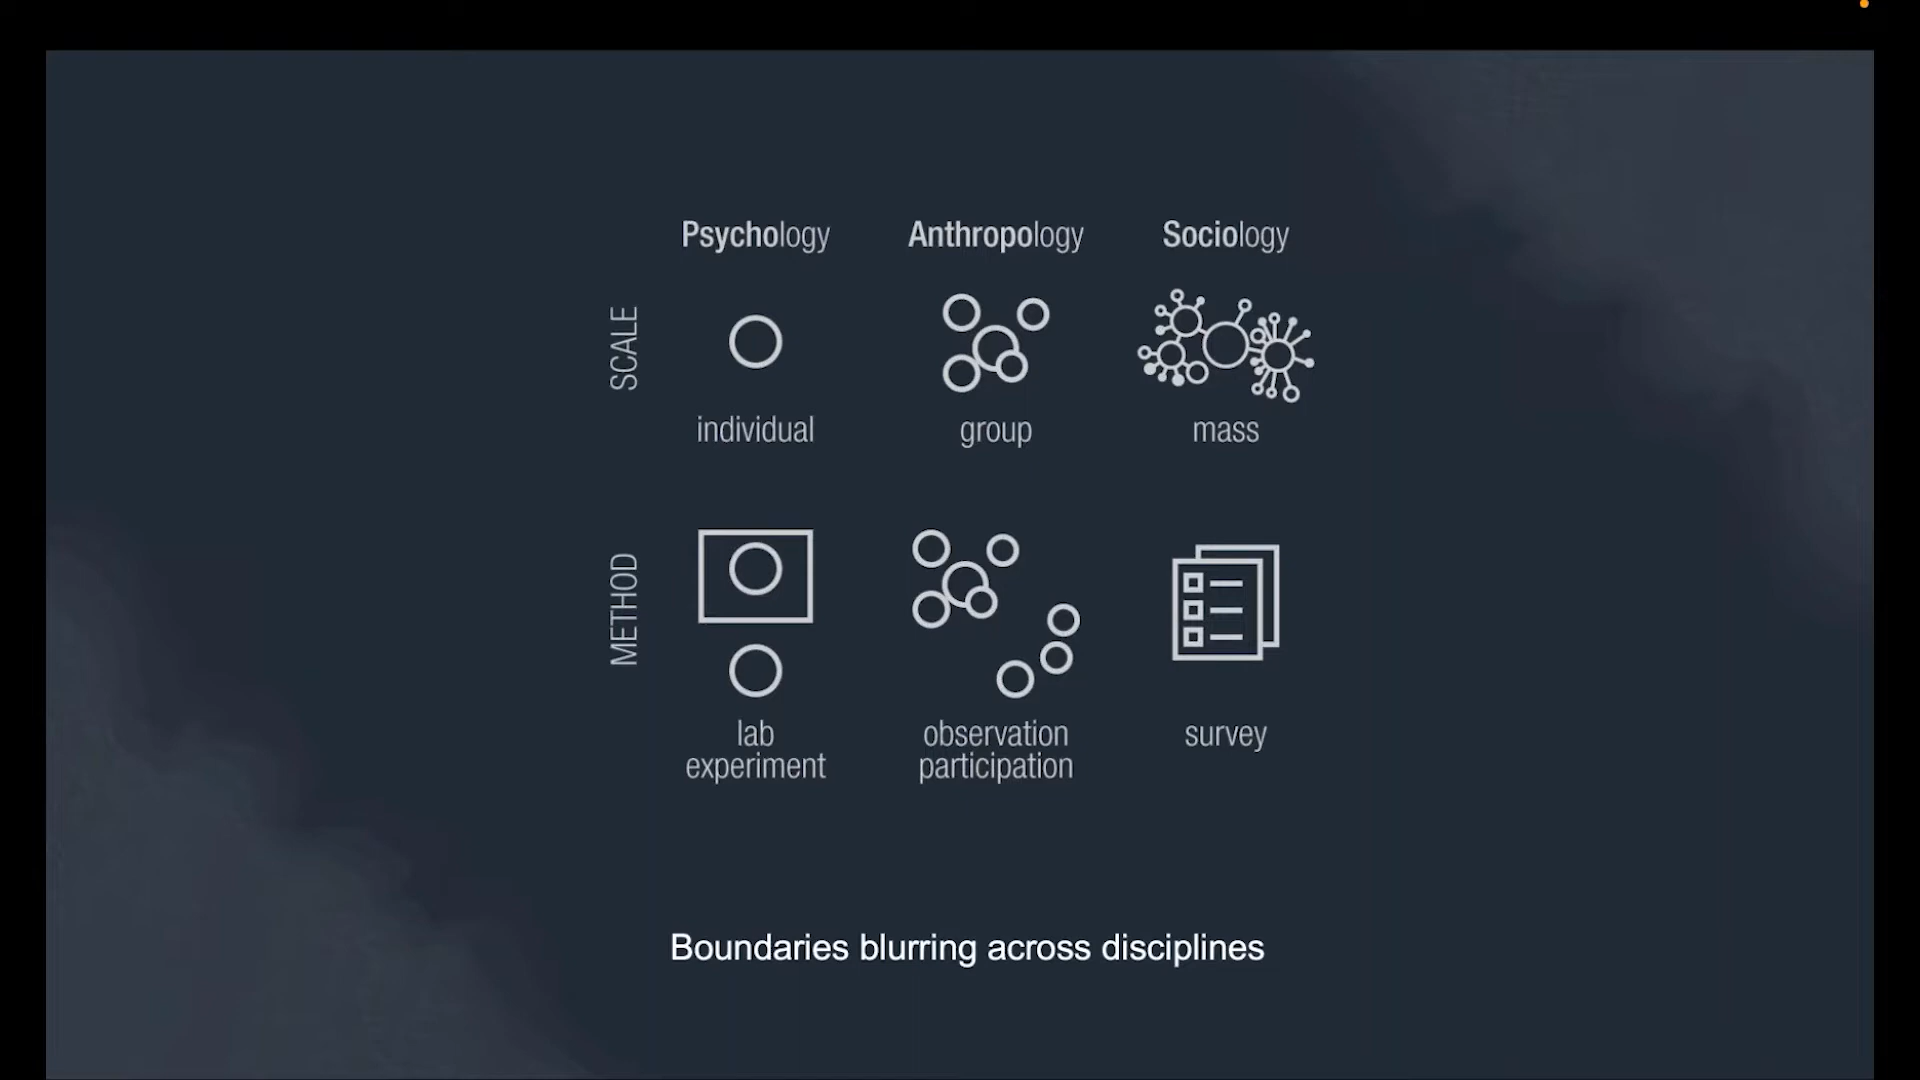 Psychology Anthropology Sociology
SCALE
individual group mass
METHOD
lab experiment
observation participation
survey
Boundaries blurring across disciplines